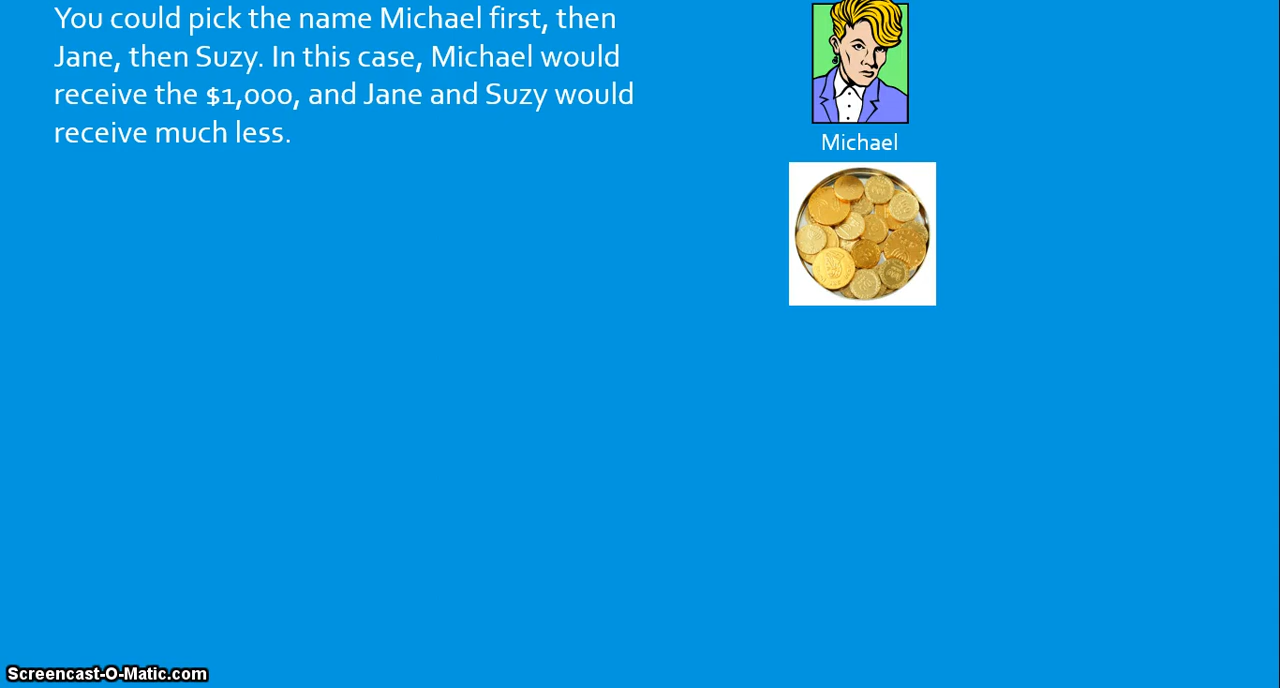 You could pick the name Michael first, then
Jane, then Suzy. In this case, Michael would
receive the $1,000, and Jane and Suzy would
receive much less.
Michael
Screencast-O-Matic.com